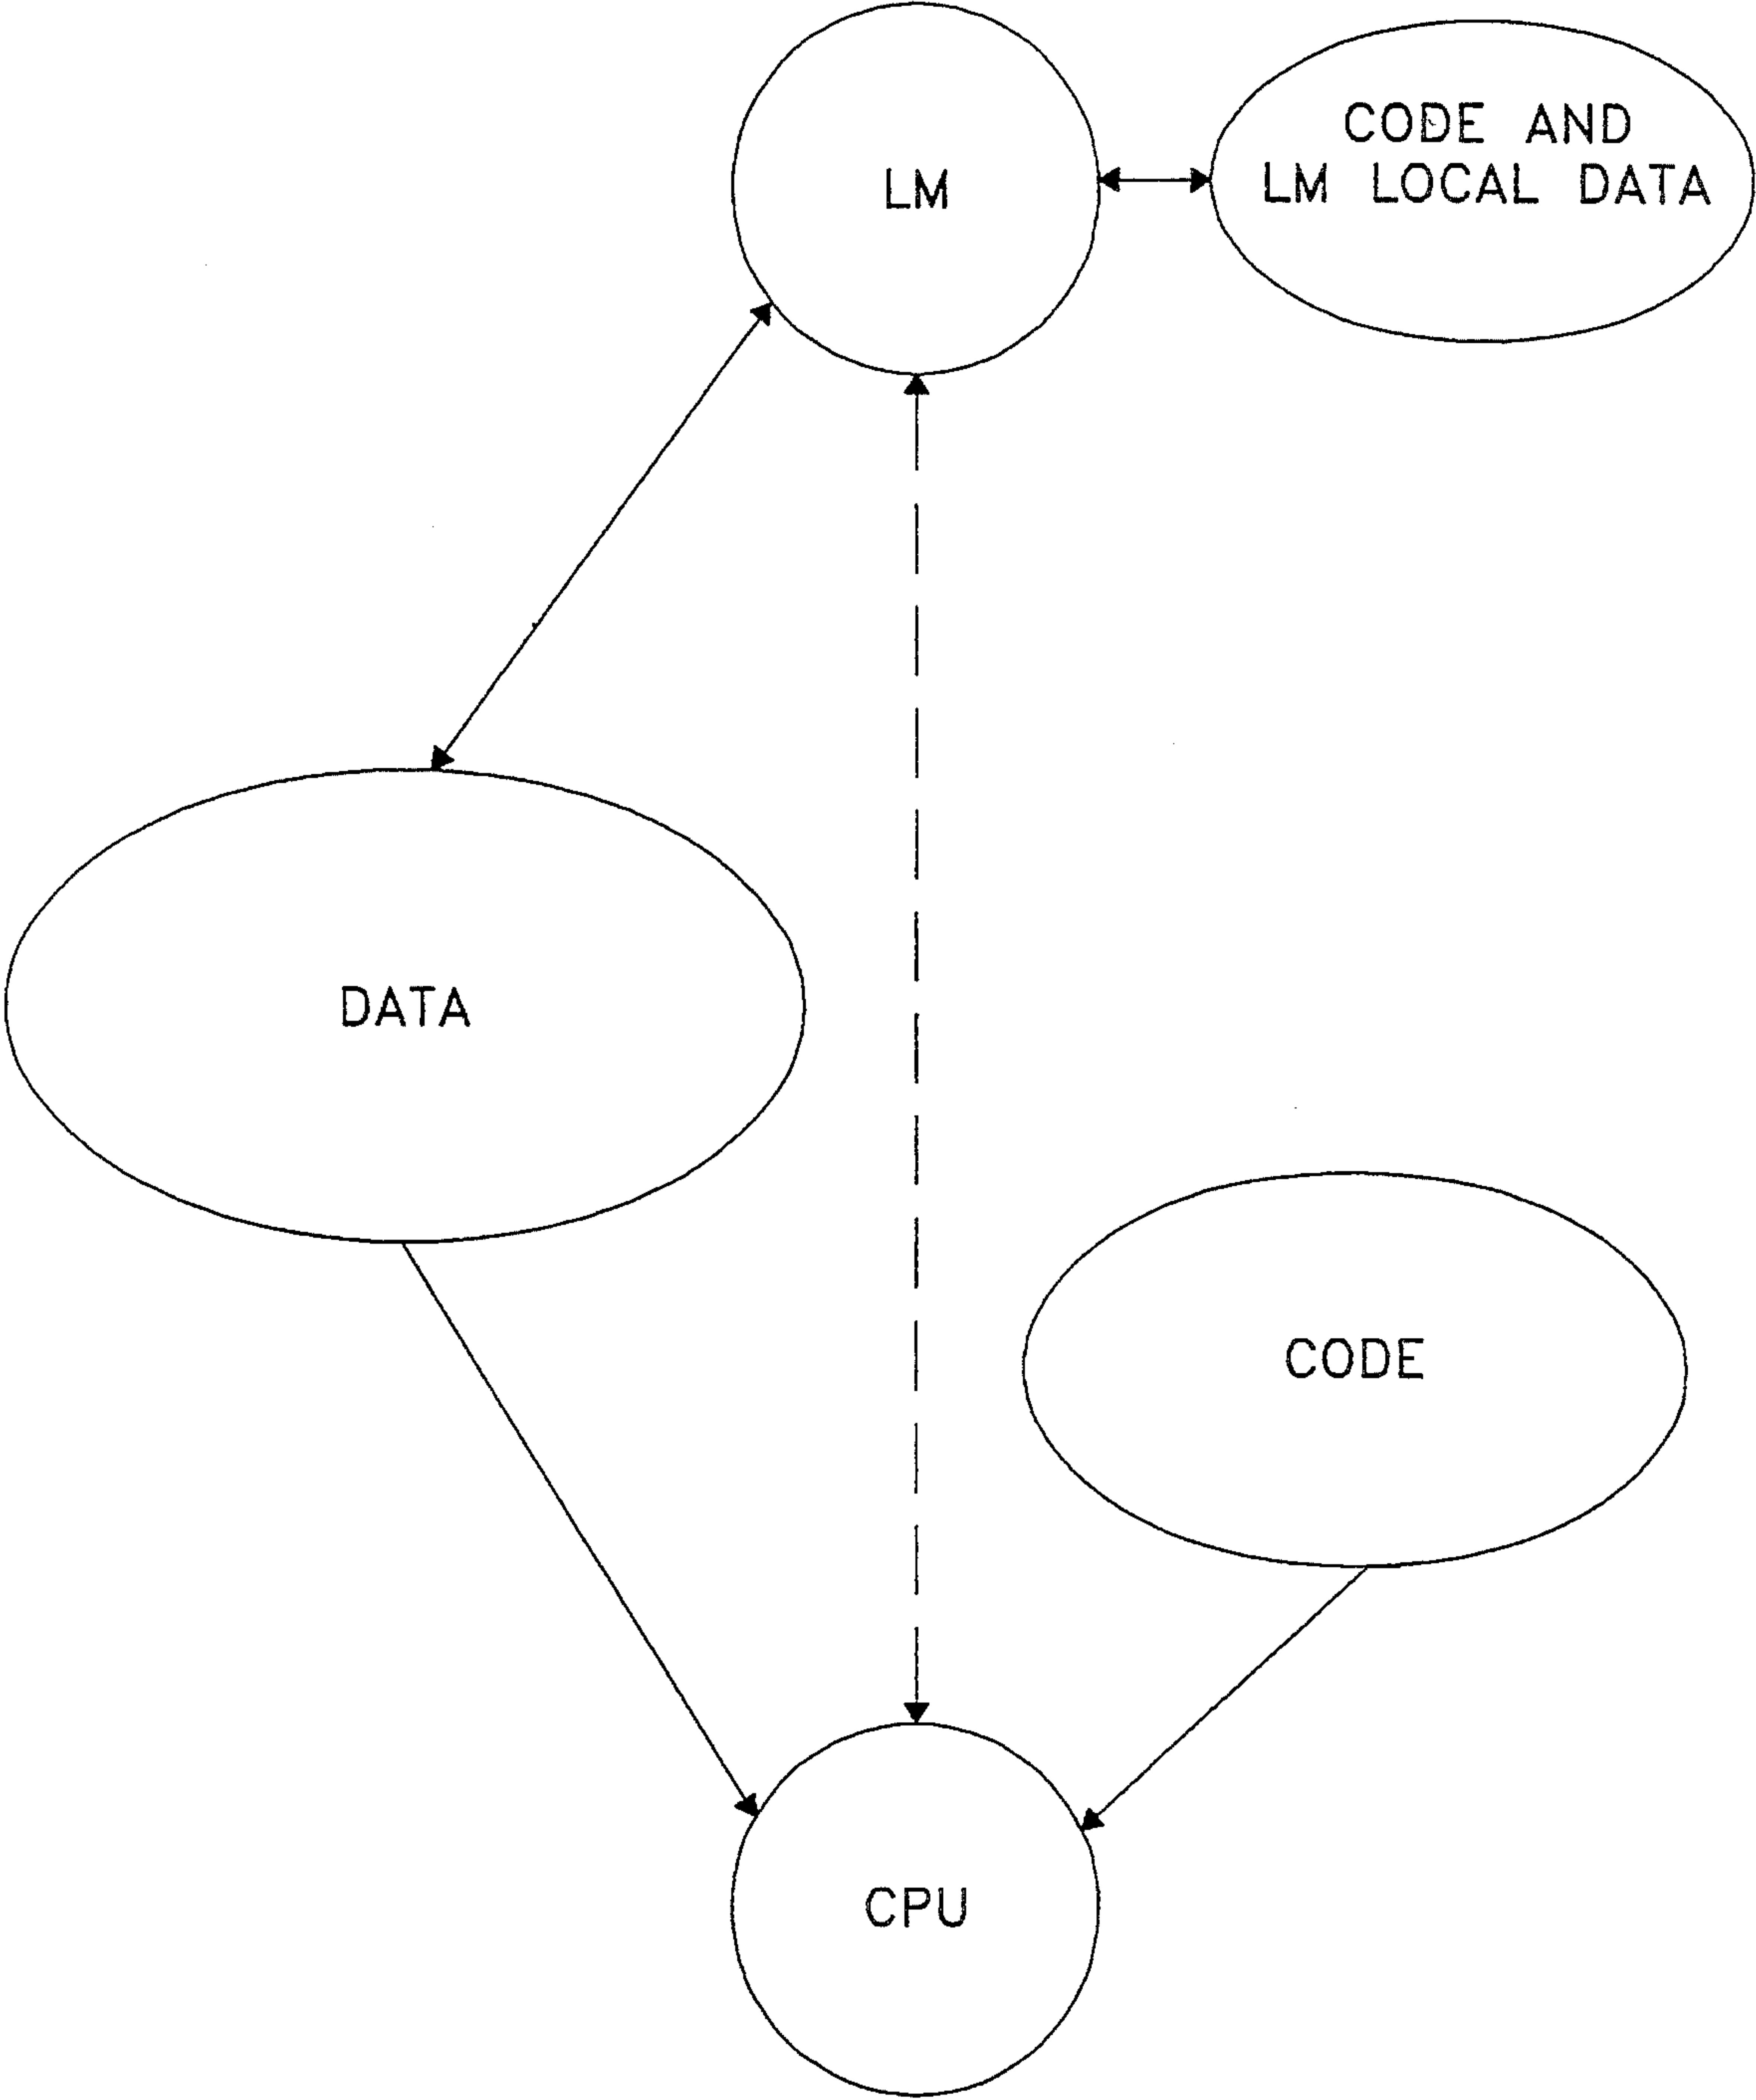 LM
CODE AND
LM LOCAL DATA
DATA
CODE
CPU